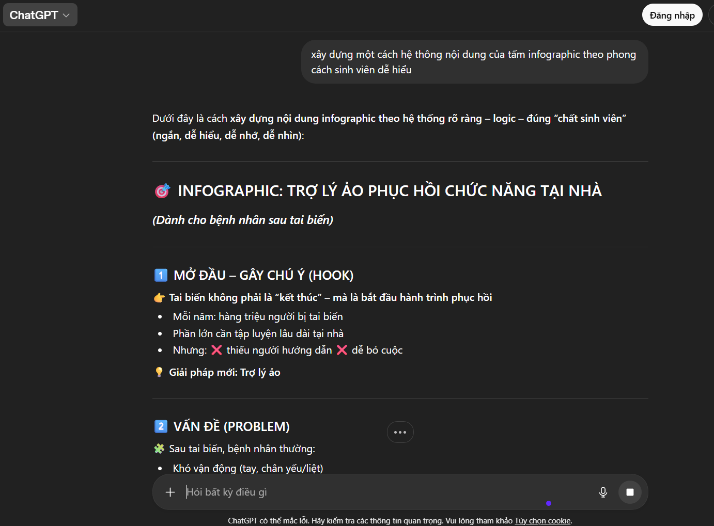 ChatGPT
Đăng nhập
xây dựng một cách hệ thông nội dung của tấm infographic theo phong
cách sinh viên dễ hiểu
Dưới đây là cách xây dựng nội dung infographic theo hệ thống rõ ràng – logic – đúng “chất sinh viên”
(ngắn, dễ hiểu, dễ nhớ, dễ nhìn):
🎯 INFOGRAPHIC: TRỢ LÝ ẢO PHỤC HỒI CHỨC NĂNG TẠI NHÀ
(Dành cho bệnh nhân sau tai biến)
1️⃣ MỞ ĐẦU – GÂY CHÚ Ý (HOOK)
👉 Tai biến không phải là “kết thúc” – mà là bắt đầu hành trình phục hồi
• Mỗi năm: hàng triệu người bị tai biến
• Phần lớn cần tập luyện lâu dài tại nhà
• Nhưng: ❌ thiếu người hướng dẫn ❌ dễ bỏ cuộc
💡 Giải pháp mới: Trợ lý ảo
2️⃣ VẤN ĐỀ (PROBLEM)
🧩 Sau tai biến, bệnh nhân thường:
• Khó vận động (tay, chân yếu/liệt)
Hỏi bất kỳ điều gì
ChatGPT có thể mắc lỗi. Hãy kiểm tra các thông tin quan trọng. Vui lòng tham khảo Tùy chọn cookie.